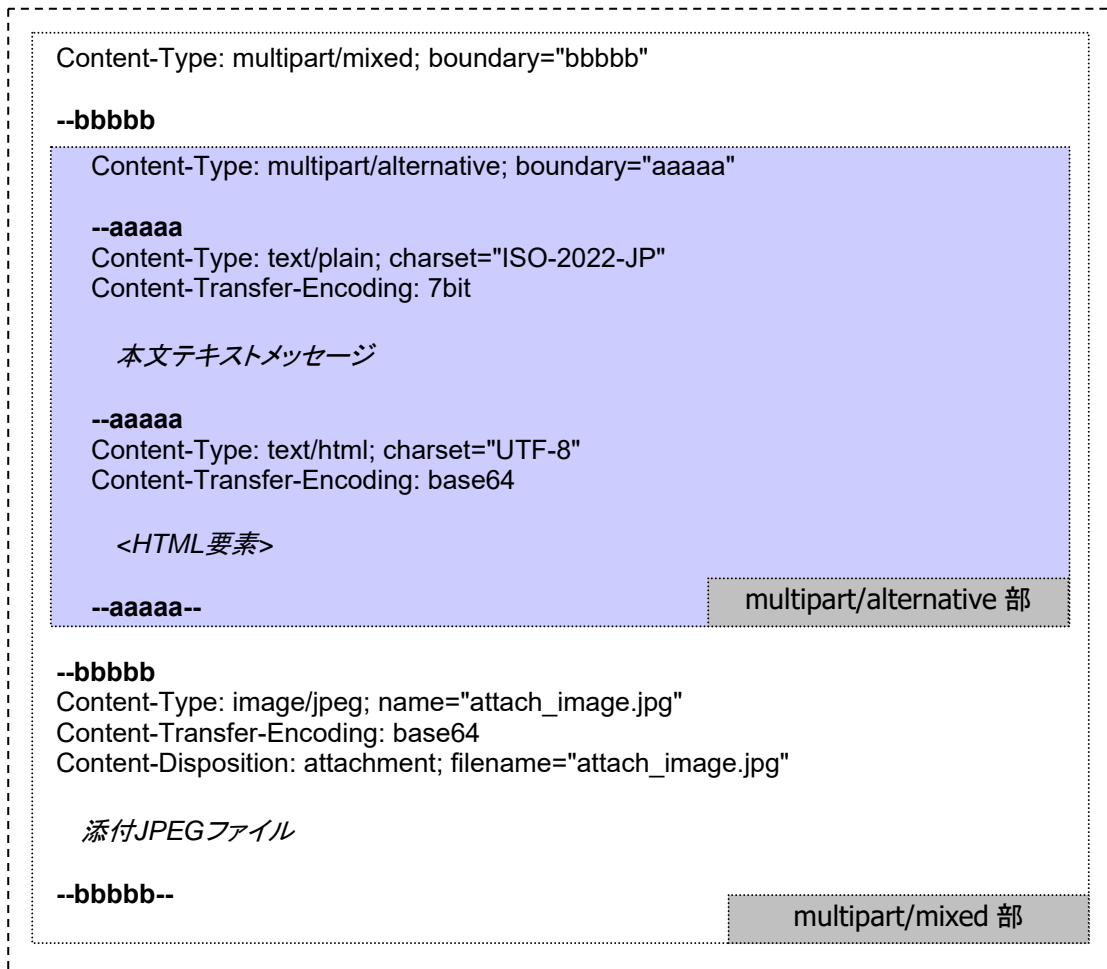 Content-Type: multipart/mixed; boundary="bbbbb"
--bbbbb
Content-Type: multipart/alternative; boundary="aaaaa"
--aaaaa
Content-Type: text/plain; charset="ISO-2022-JP"
Content-Transfer-Encoding: 7bit
本文テキストメッセージ
--aaaaa
Content-Type: text/html; charset="UTF-8"
Content-Transfer-Encoding: base64
<HTML要素>
--aaaaa--
multipart/alternative 部
--bbbbb
Content-Type: image/jpeg; name="attach_image.jpg"
Content-Transfer-Encoding: base64
Content-Disposition: attachment; filename="attach_image.jpg"
添付JPEGファイル
--bbbbb--
multipart/mixed 部